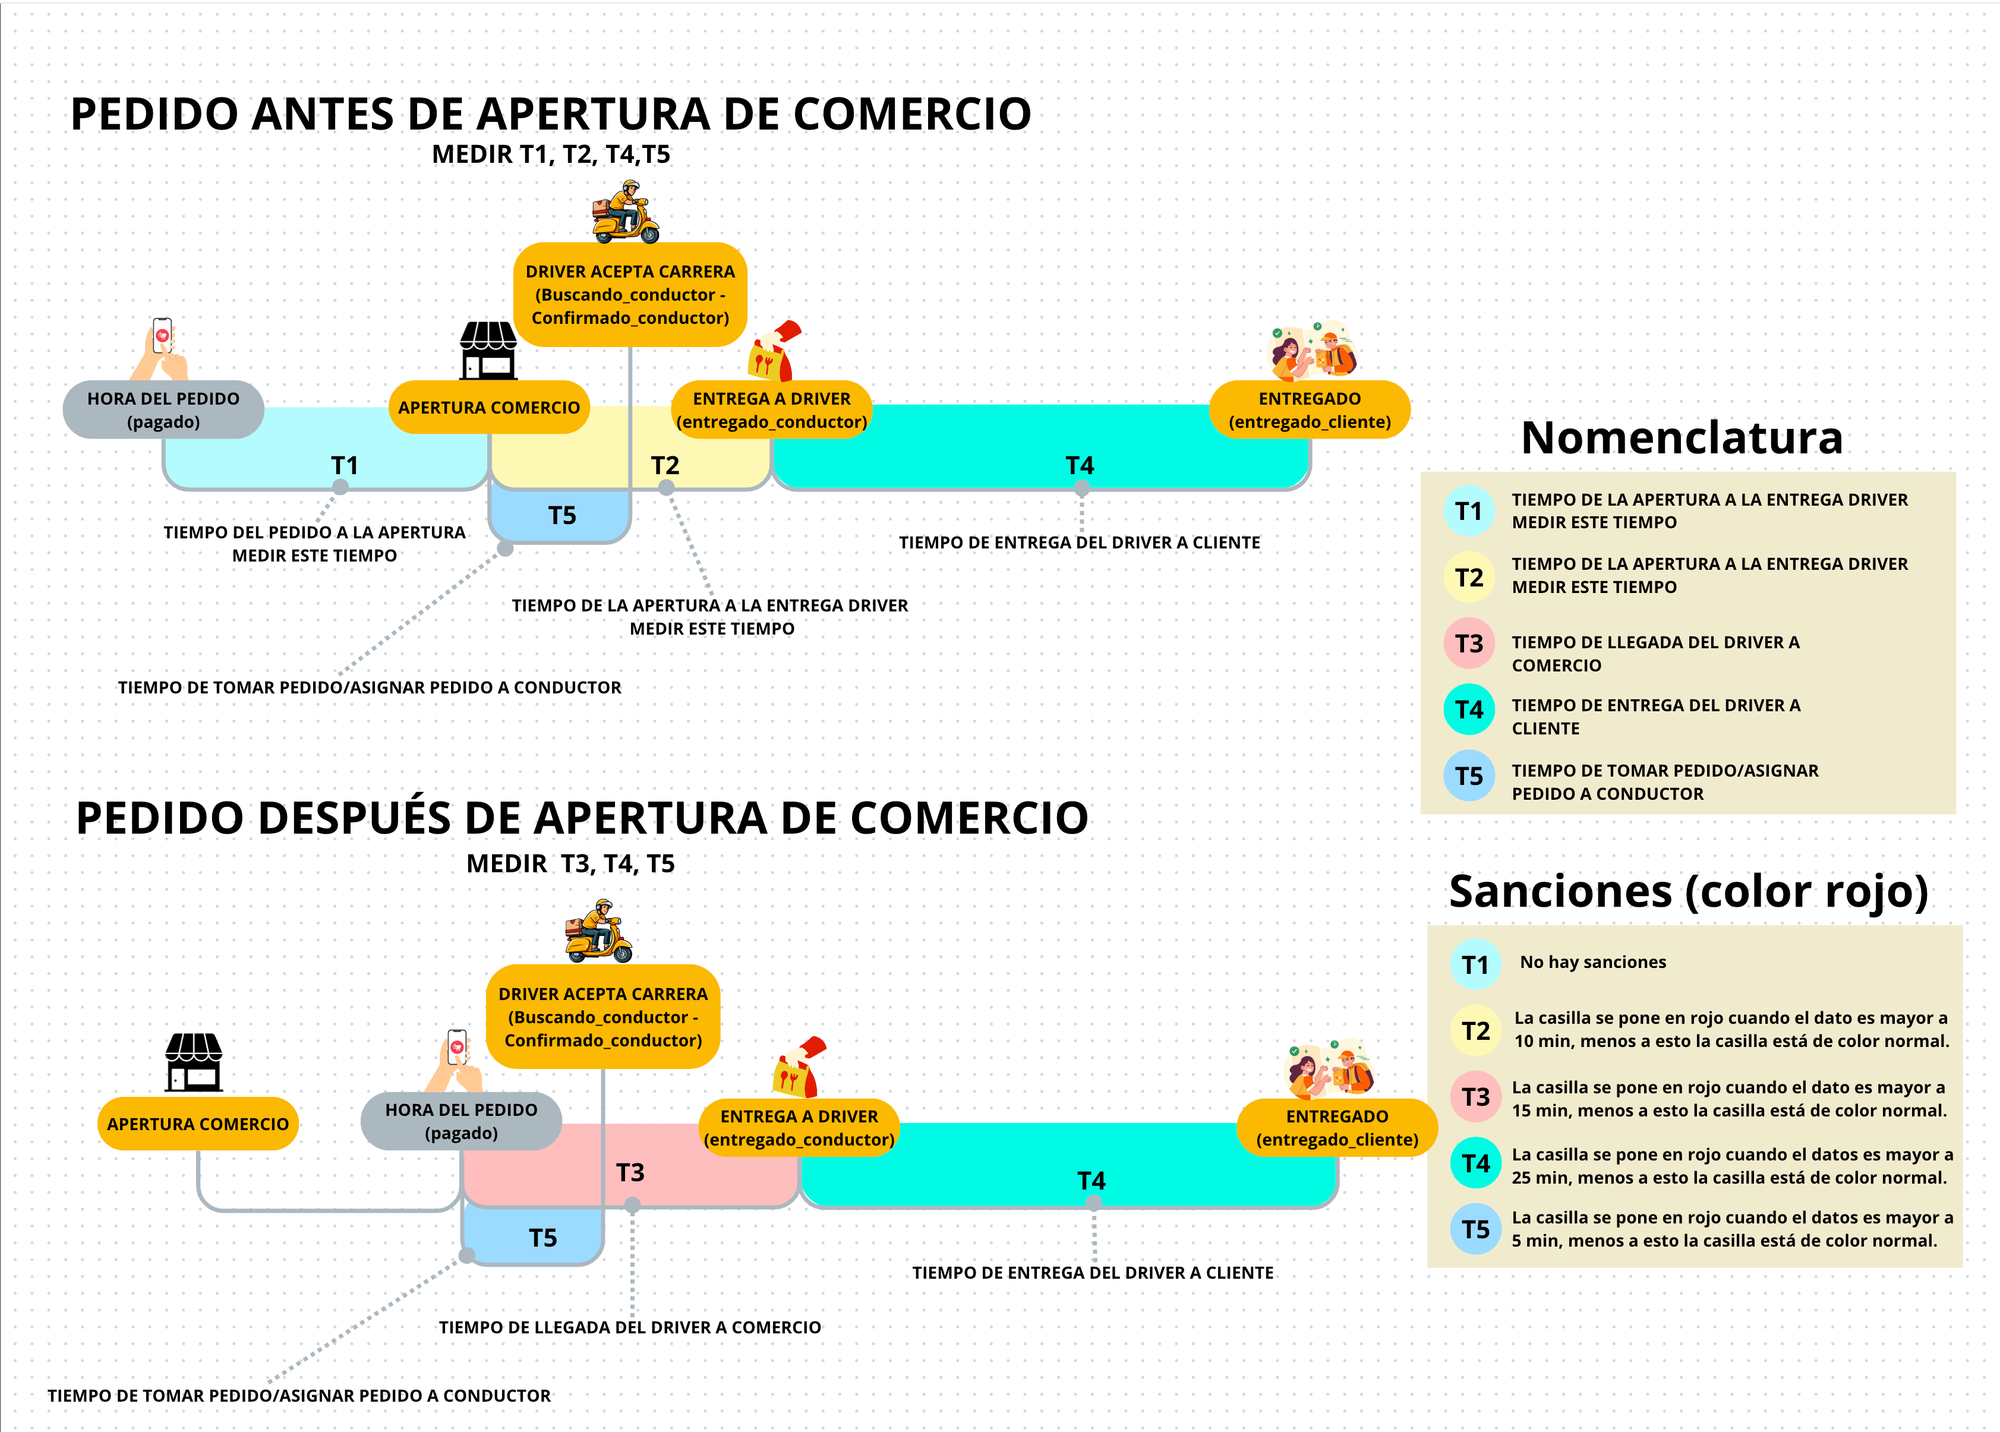 PEDIDO ANTES DE APERTURA DE COMERCIO
MEDIR T1, T2, T4,T5
DRIVER ACEPTA CARRERA
(Buscando_conductor -
Confirmado_conductor)
HORA DEL PEDIDO
(pagado)
APERTURA COMERCIO
ENTREGA A DRIVER
(entregado_conductor)
ENTREGADO
(entregado_cliente)
T1
T2
T4
T5
TIEMPO DEL PEDIDO A LA APERTURA
MEDIR ESTE TIEMPO
TIEMPO DE ENTREGA DEL DRIVER A CLIENTE
TIEMPO DE LA APERTURA A LA ENTREGA DRIVER
MEDIR ESTE TIEMPO
TIEMPO DE TOMAR PEDIDO/ASIGNAR PEDIDO A CONDUCTOR
Nomenclatura
T1
TIEMPO DE LA APERTURA A LA ENTREGA DRIVER
MEDIR ESTE TIEMPO
T2
TIEMPO DE LA APERTURA A LA ENTREGA DRIVER
MEDIR ESTE TIEMPO
T3
TIEMPO DE LLEGADA DEL DRIVER A
COMERCIO
T4
TIEMPO DE ENTREGA DEL DRIVER A
CLIENTE
T5
TIEMPO DE TOMAR PEDIDO/ASIGNAR
PEDIDO A CONDUCTOR
PEDIDO DESPUÉS DE APERTURA DE COMERCIO
MEDIR  T3, T4, T5
DRIVER ACEPTA CARRERA
(Buscando_conductor -
Confirmado_conductor)
APERTURA COMERCIO
HORA DEL PEDIDO
(pagado)
ENTREGA A DRIVER
(entregado_conductor)
ENTREGADO
(entregado_cliente)
T3
T4
T5
TIEMPO DE ENTREGA DEL DRIVER A CLIENTE
TIEMPO DE LLEGADA DEL DRIVER A COMERCIO
TIEMPO DE TOMAR PEDIDO/ASIGNAR PEDIDO A CONDUCTOR
Sanciones (color rojo)
T1
No hay sanciones
T2
La casilla se pone en rojo cuando el dato es mayor a
10 min, menos a esto la casilla está de color normal.
T3
La casilla se pone en rojo cuando el dato es mayor a
15 min, menos a esto la casilla está de color normal.
T4
La casilla se pone en rojo cuando el datos es mayor a
25 min, menos a esto la casilla está de color normal.
T5
La casilla se pone en rojo cuando el datos es mayor a
5 min, menos a esto la casilla está de color normal.